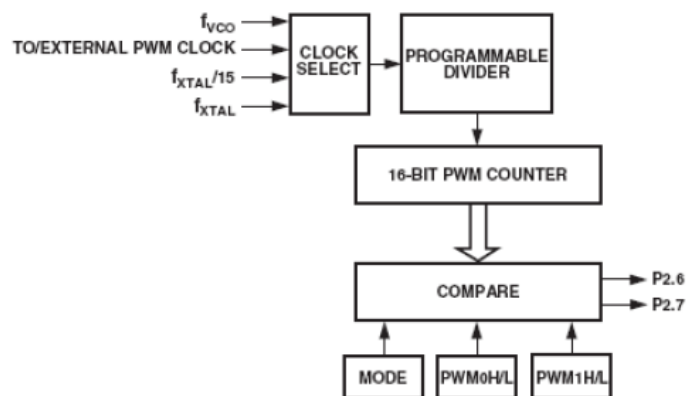 fVCO
TO/EXTERNAL PWM CLOCK
fXTAL/15
fXTAL
CLOCK
SELECT
PROGRAMMABLE
DIVIDER
16-BIT PWM COUNTER
COMPARE
P2.6
P2.7
MODE
PWM0H/L
PWM1H/L